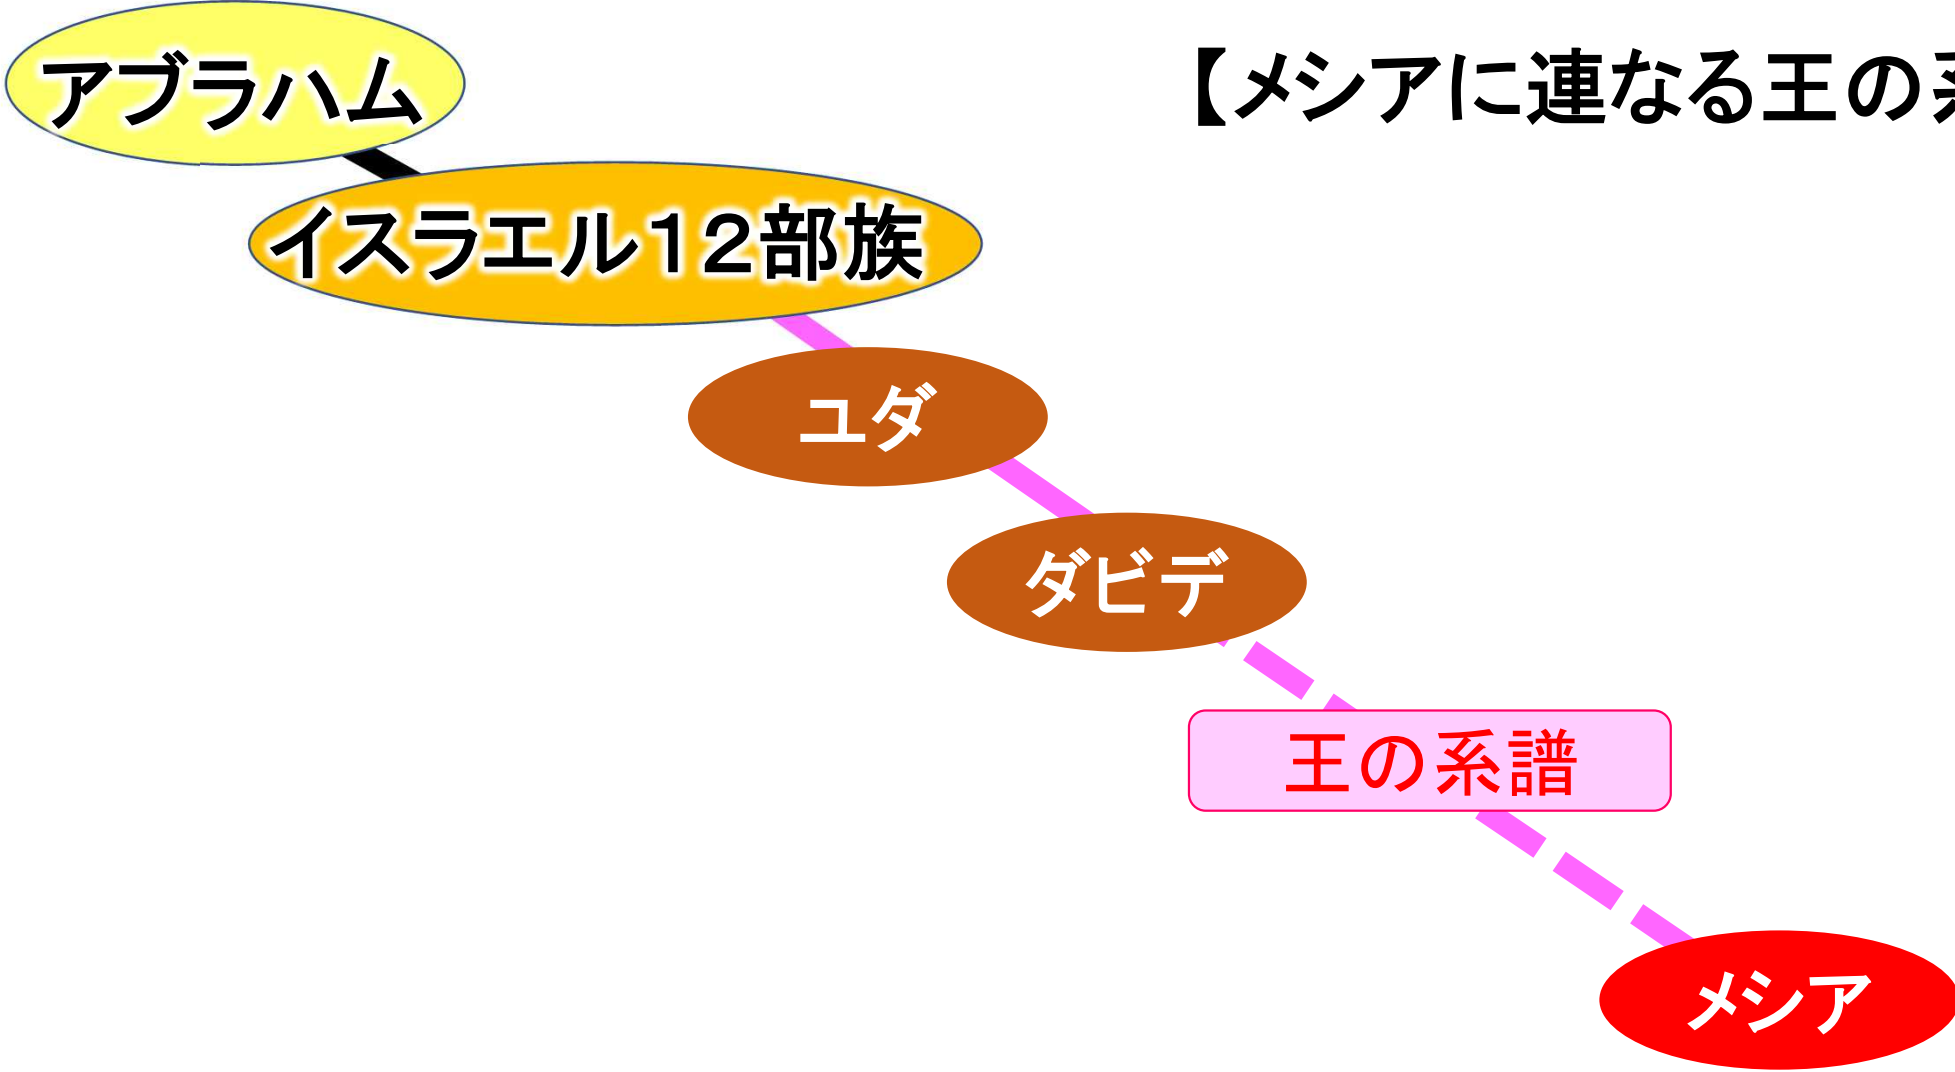 アブラハム
【メシアに連なる王の系
イスラエル１２部族
ユダ
ダビデ
王の系譜
メシア